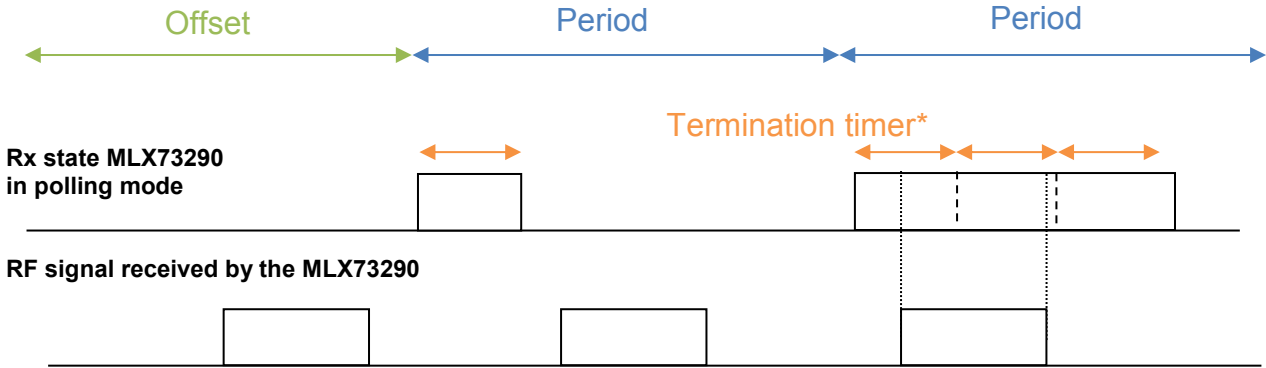 Offset
Period
Period
Termination timer*
Rx state MLX73290
in polling mode
RF signal received by the MLX73290